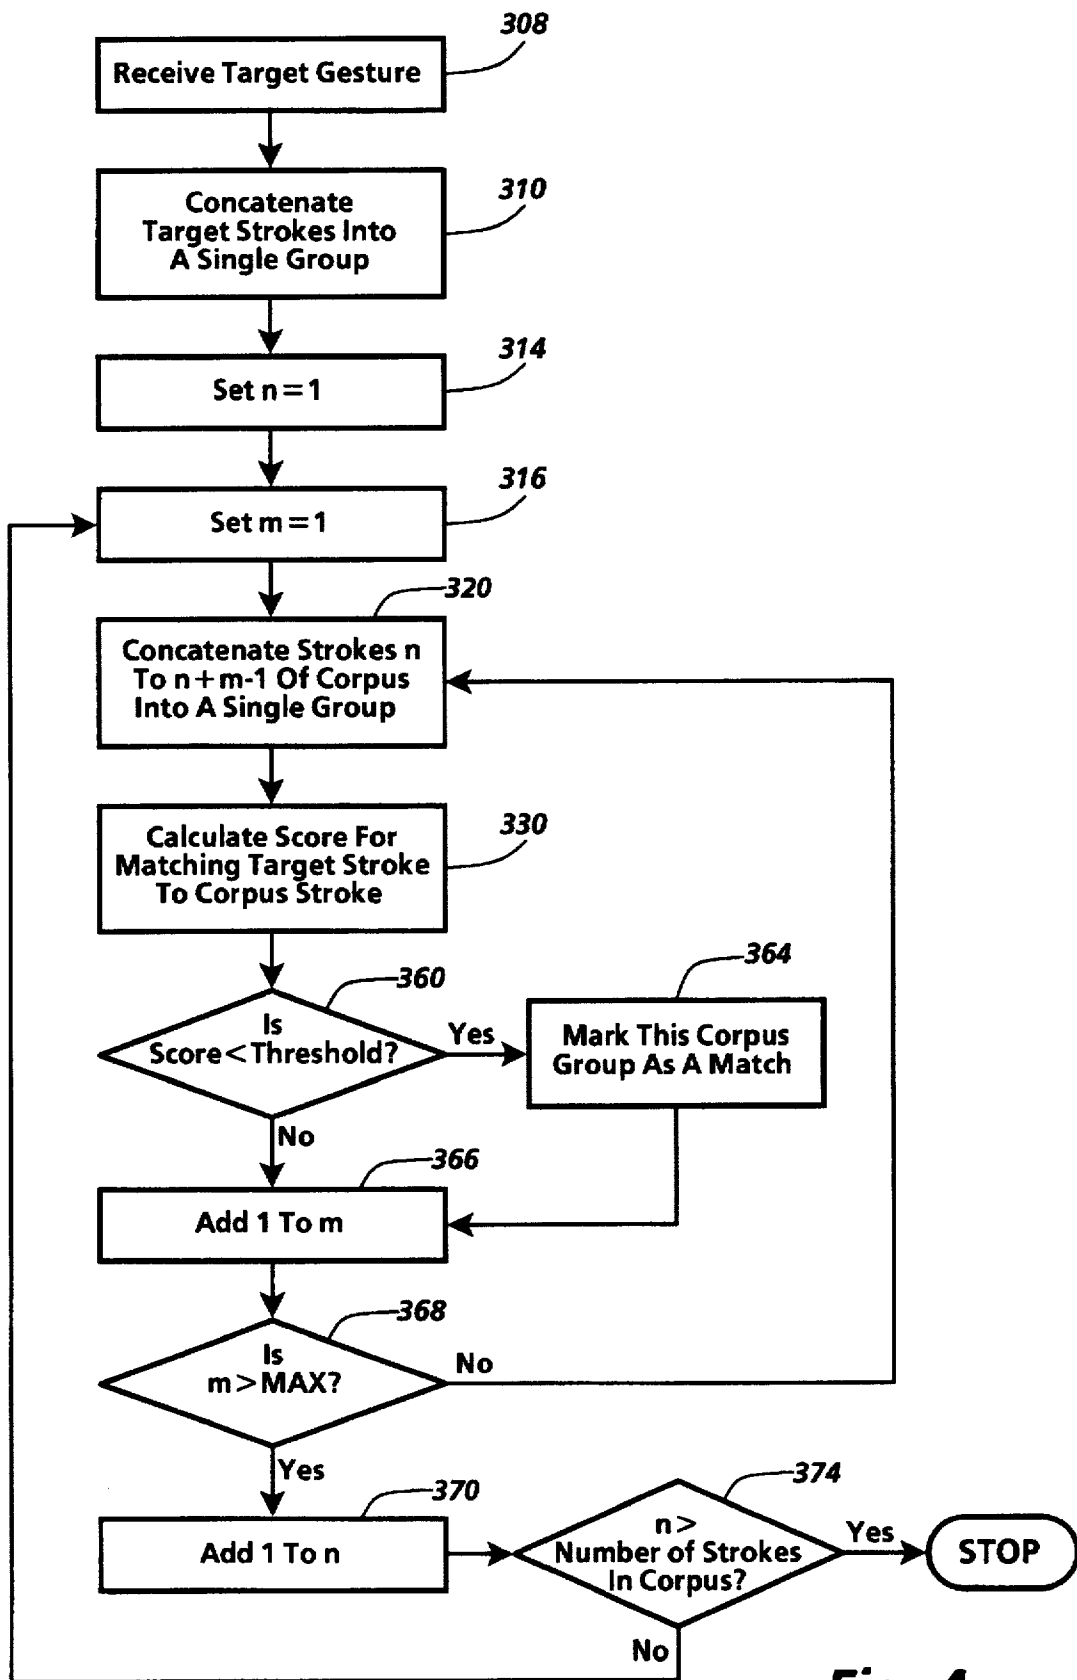 308
Receive Target Gesture
310
Concatenate
Target Strokes Into
A Single Group
314
Set n=1
316
Set m=1
320
Concatenate Strokes n
To n+m-1 Of Corpus
Into A Single Group
330
Calculate Score For
Matching Target Stroke
To Corpus Stroke
360
Is
Score<Threshold?
Yes
364
Mark This Corpus
Group As A Match
No
366
Add 1 To m
368
Is
m>MAX?
No
Yes
370
Add 1 To n
374
n>
Number of Strokes
In Corpus?
Yes
STOP
No
Fig. 4